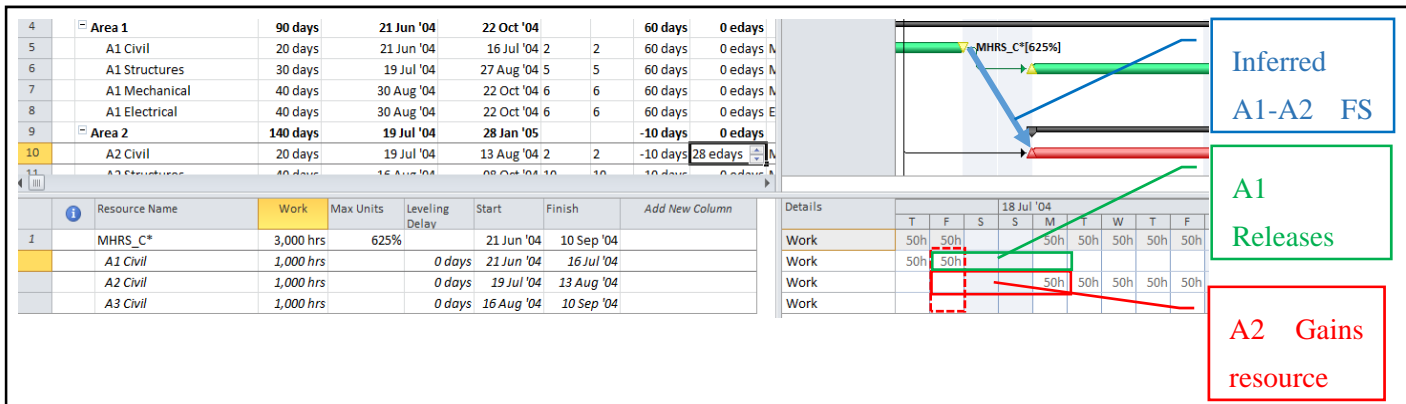 4 Area 1 90 days 21 Jun '04 22 Oct '04 60 days 0 edays
5 A1 Civil 20 days 21 Jun '04 16 Jul '04 2 2 60 days 0 edays M
6 A1 Structures 30 days 19 Jul '04 27 Aug '04 5 5 60 days 0 edays M
7 A1 Mechanical 40 days 30 Aug '04 22 Oct '04 6 6 60 days 0 edays M
8 A1 Electrical 40 days 30 Aug '04 22 Oct '04 6 6 60 days 0 edays E
9 Area 2 140 days 19 Jul '04 28 Jan '05 -10 days 0 edays
10 A2 Civil 20 days 19 Jul '04 13 Aug '04 2 2 -10 days 28 edays
MHRS_C*[625%]
Inferred
A1-A2 FS
A1
Releases
A2 Gains
resource
Resource Name Work Max Units Leveling Delay Start Finish Add New Column
1 MHRS_C* 3,000 hrs 625% 21 Jun '04 10 Sep '04
A1 Civil 1,000 hrs 0 days 21 Jun '04 16 Jul '04
A2 Civil 1,000 hrs 0 days 19 Jul '04 13 Aug '04
A3 Civil 1,000 hrs 0 days 16 Aug '04 10 Sep '04
Details 18 Jul '04
T F S S M T W T F
Work 50h 50h 50h 50h 50h 50h 50h
Work 50h 50h
Work 50h 50h 50h 50h 50h
Work